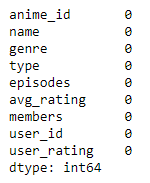 anime_id 0
name 0
genre 0
type 0
episodes 0
avg_rating 0
members 0
user_id 0
user_rating 0
dtype: int64